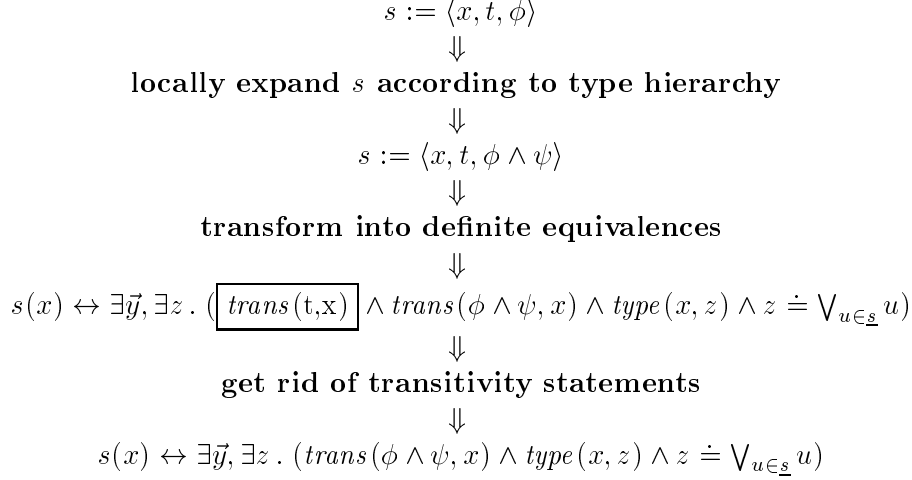 s := ⟨x, t, ϕ⟩
⇓
locally expand s according to type hierarchy
⇓
s := ⟨x, t, ϕ ∧ ψ⟩
⇓
transform into definite equivalences
⇓
s(x) ↔ ∃y⃗, ∃z . ( trans(t,x) ∧ trans(ϕ ∧ ψ, x) ∧ type(x, z) ∧ z ≐ ⋁u∈s̲ u)
⇓
get rid of transitivity statements
⇓
s(x) ↔ ∃y⃗, ∃z . (trans(ϕ ∧ ψ, x) ∧ type(x, z) ∧ z ≐ ⋁u∈s̲ u)